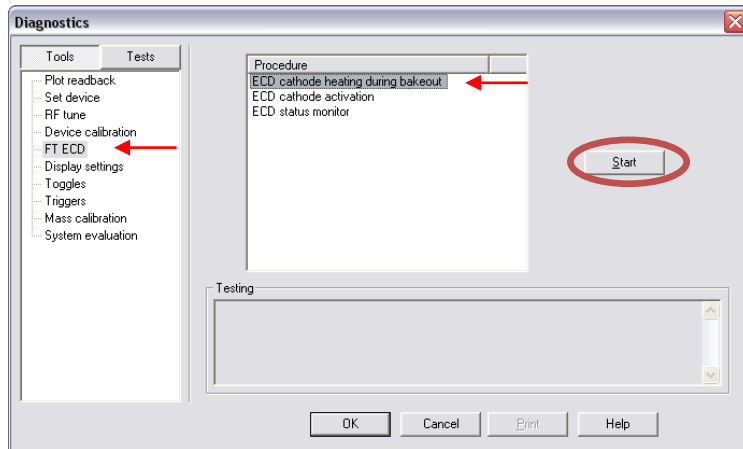 Diagnostics
Tools Tests
Plot readback
Set device
RF tune
Device calibration
FT ECD
Display settings
Toggles
Triggers
Mass calibration
System evaluation
Procedure
ECD cathode heating during bakeout
ECD cathode activation
ECD status monitor
Start
Testing
OK Cancel Print Help